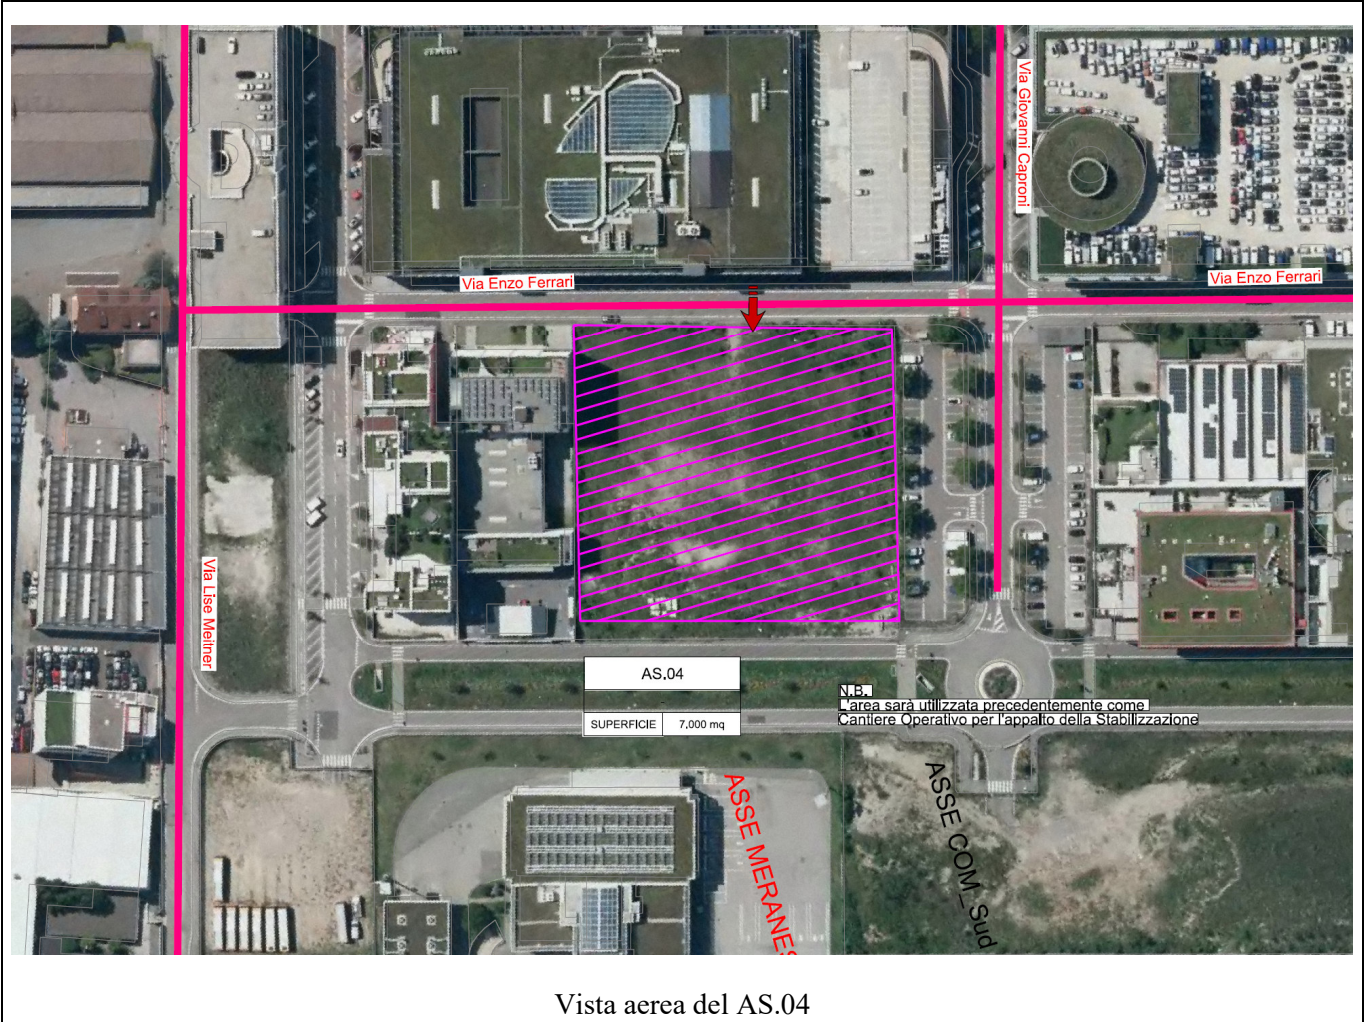 Via Giovanni Caproni
Via Enzo Ferrari
Via Enzo Ferrari
Via Lise Meitner
AS.04
SUPERFICIE 7,000 mq
N.B.
L'area sarà utilizzata precedentemente come
Cantiere Operativo per l'appalto della Stabilizzazione
ASSE MERANES
ASSE COM_Sud
Vista aerea del AS.04